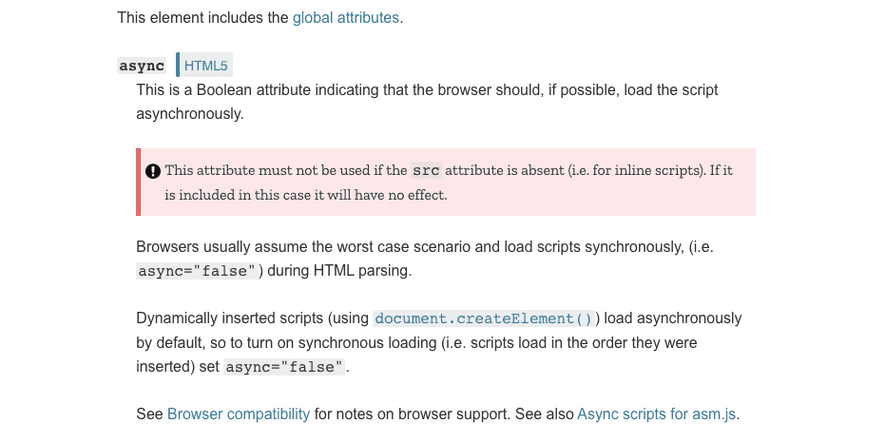 This element includes the global attributes.
async HTML5
This is a Boolean attribute indicating that the browser should, if possible, load the script
asynchronously.
This attribute must not be used if the src attribute is absent (i.e. for inline scripts). If it
is included in this case it will have no effect.
Browsers usually assume the worst case scenario and load scripts synchronously, (i.e.
async="false") during HTML parsing.
Dynamically inserted scripts (using document.createElement()) load asynchronously
by default, so to turn on synchronous loading (i.e. scripts load in the order they were
inserted) set async="false".
See Browser compatibility for notes on browser support. See also Async scripts for asm.js.